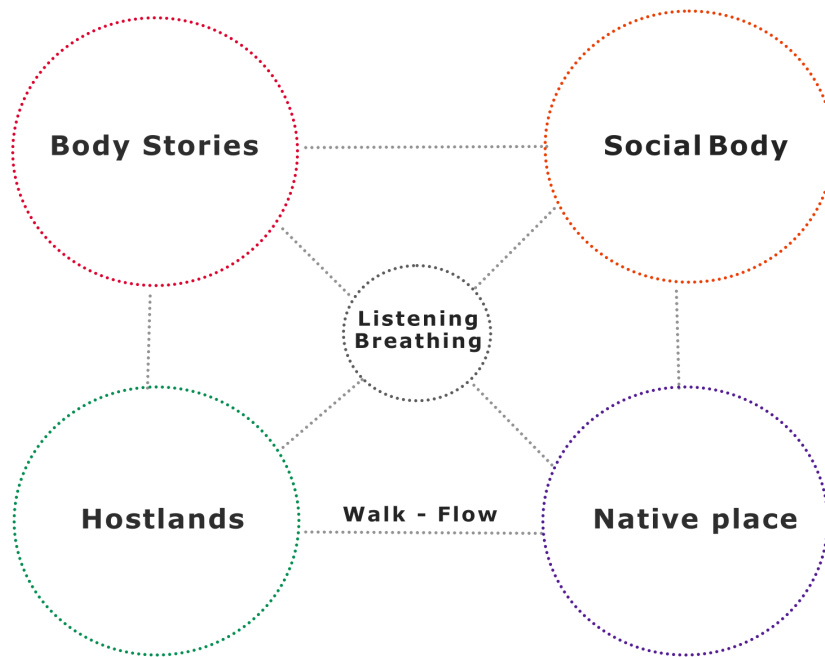 Body Stories
Social Body
Listening
Breathing
Hostlands
Walk - Flow
Native place